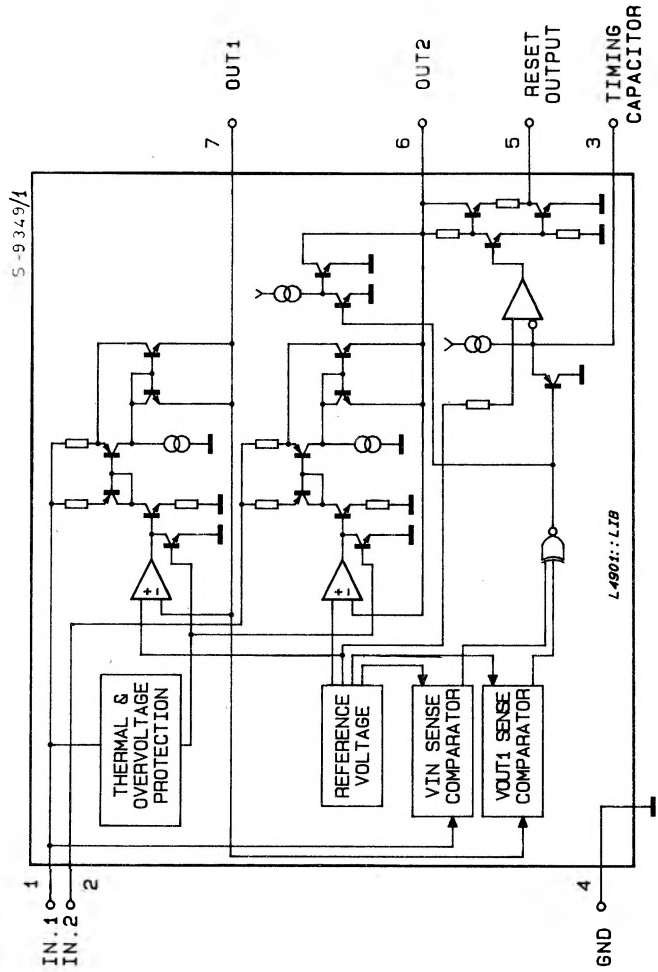 S-9349/1
1
IN.1
IN.2
2
THERMAL &
OVERVOLTAGE
PROTECTION
+
-
7
OUT1
+
-
6
OUT2
REFERENCE
VOLTAGE
VIN SENSE
COMPARATOR
VOUT1 SENSE
COMPARATOR
5
RESET
OUTPUT
3
TIMING
CAPACITOR
4
GND
L4901::LIB